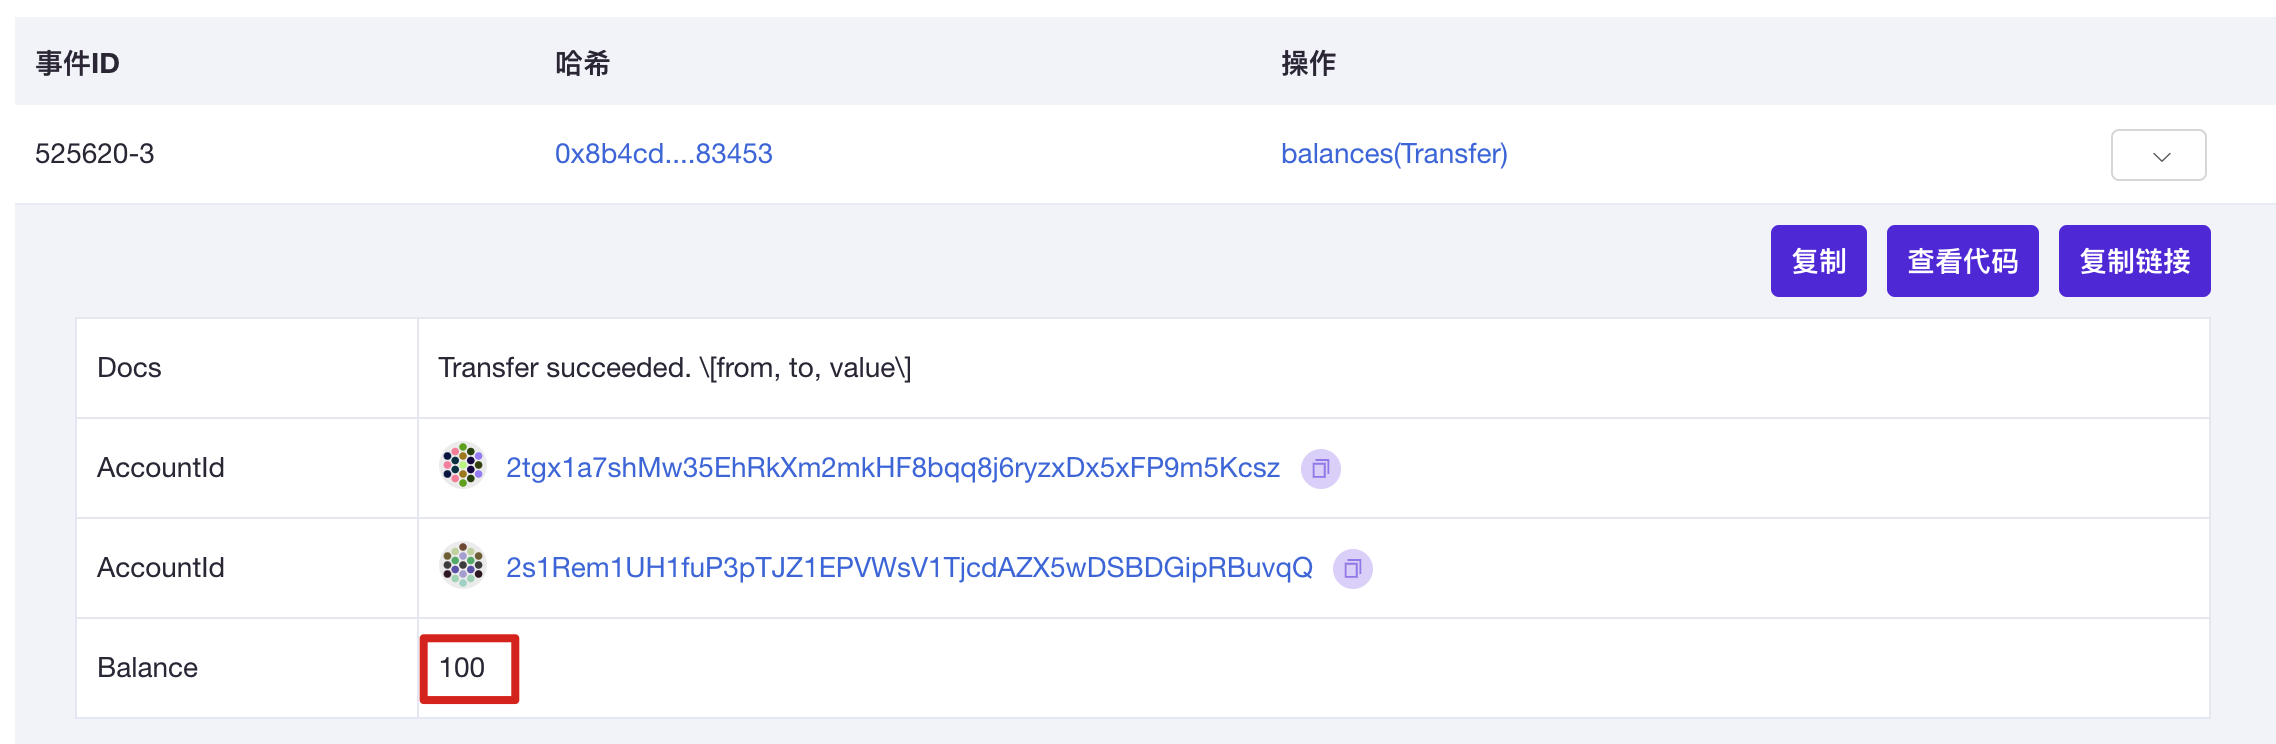 事件ID 哈希 操作
525620-3 0x8b4cd....83453 balances(Transfer)
复制 查看代码 复制链接
Docs Transfer succeeded. \[from, to, value\]
AccountId 2tgx1a7shMw35EhRkXm2mkHF8bqq8j6ryzxDx5xFP9m5Kcsz
AccountId 2s1Rem1UH1fuP3pTJZ1EPVWsV1TjcdAZX5wDSBDGipRBuvqQ
Balance 100